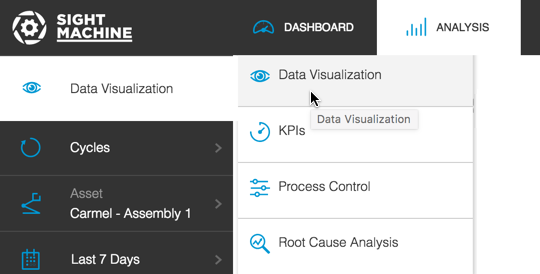 SIGHT
MACHINE
DASHBOARD
ANALYSIS
Data Visualization
Data Visualization
Data Visualization
Cycles
KPIs
Asset
Carmel - Assembly 1
Process Control
Last 7 Days
Root Cause Analysis